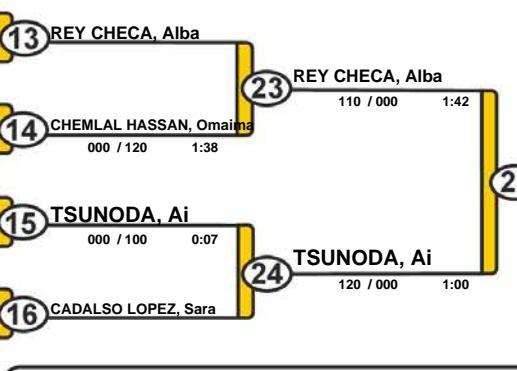 13 REY CHECA, Alba
23 REY CHECA, Alba
110 / 000 1:42
14 CHEMLAL HASSAN, Omaima
000 / 120 1:38
2
15 TSUNODA, Ai
000 / 100 0:07
24 TSUNODA, Ai
120 / 000 1:00
16 CADALSO LOPEZ, Sara